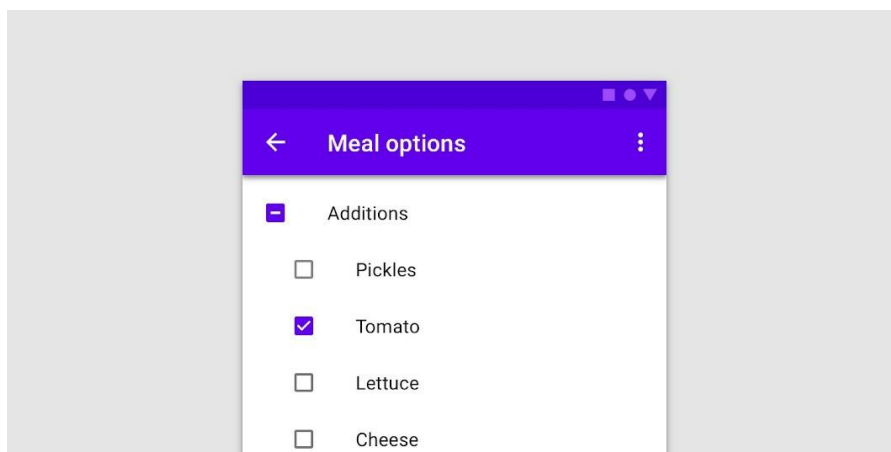 Meal options
Additions
Pickles
Tomato
Lettuce
Cheese